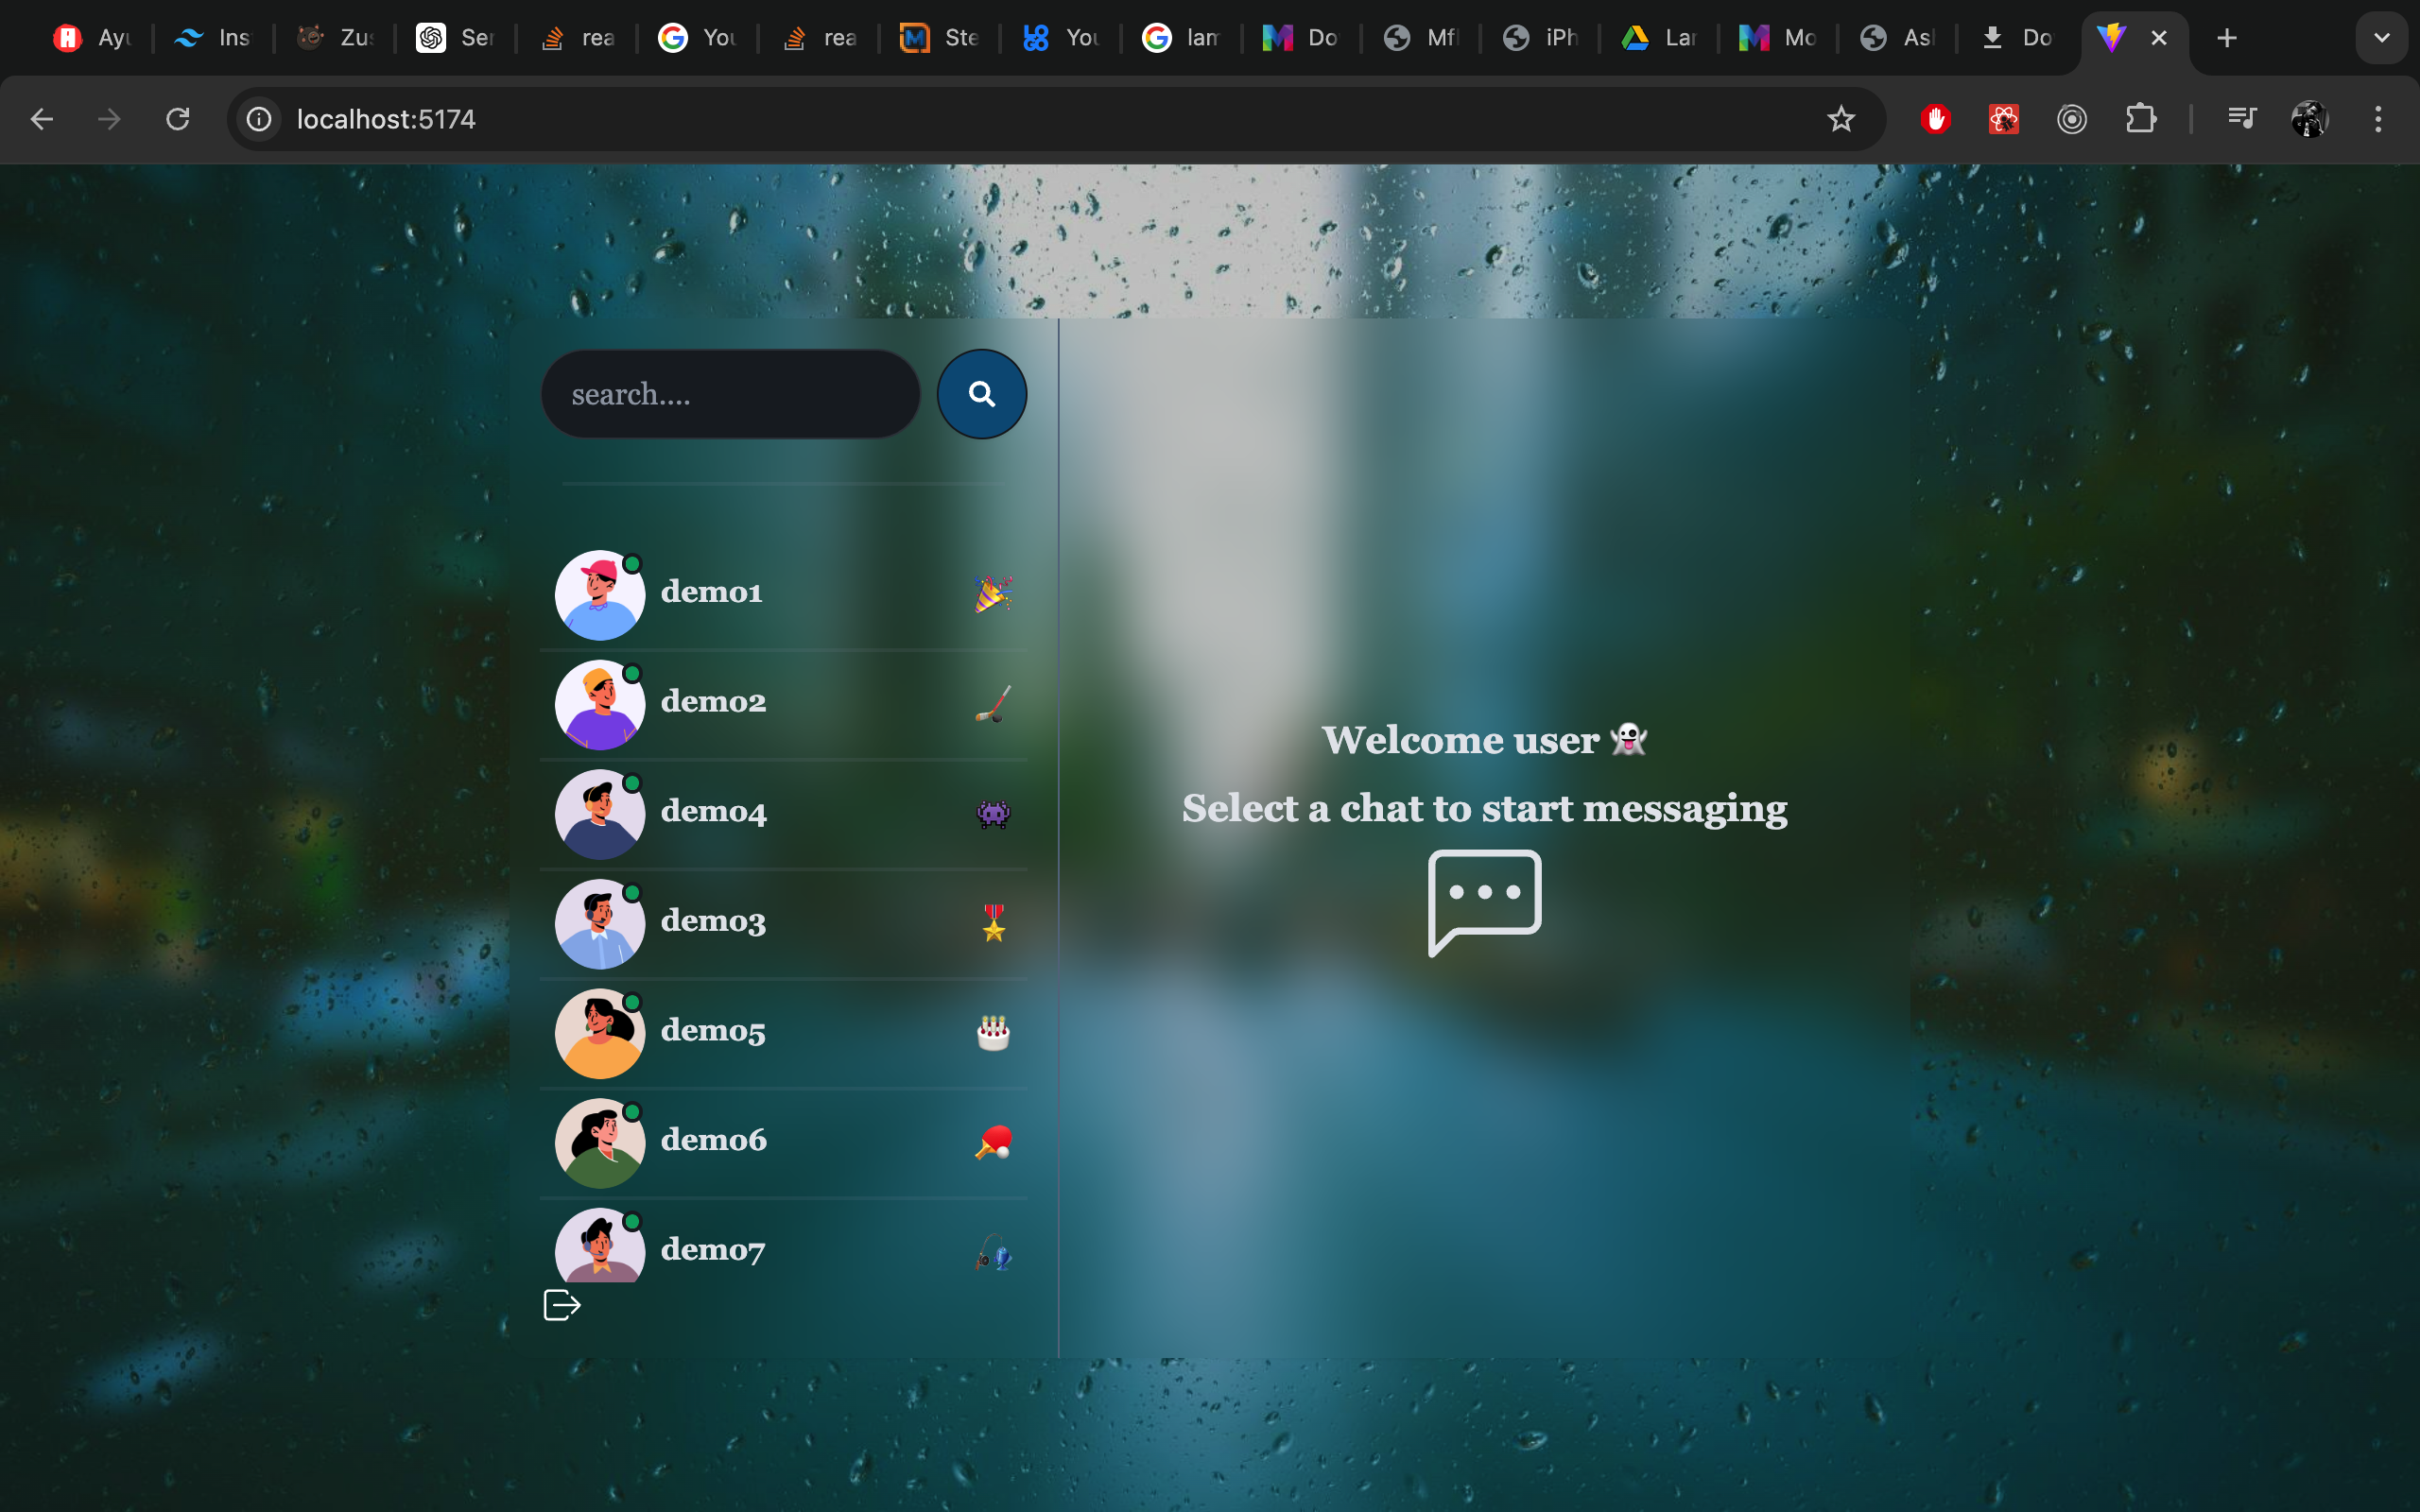 Ayu Ins Zus Ser rea You rea Ste You lam Do Mfl iPh Lar Mo Asl Do
localhost:5174
search....
demo1
demo2
demo4
demo3
demo5
demo6
demo7
Welcome user 👻
Select a chat to start messaging